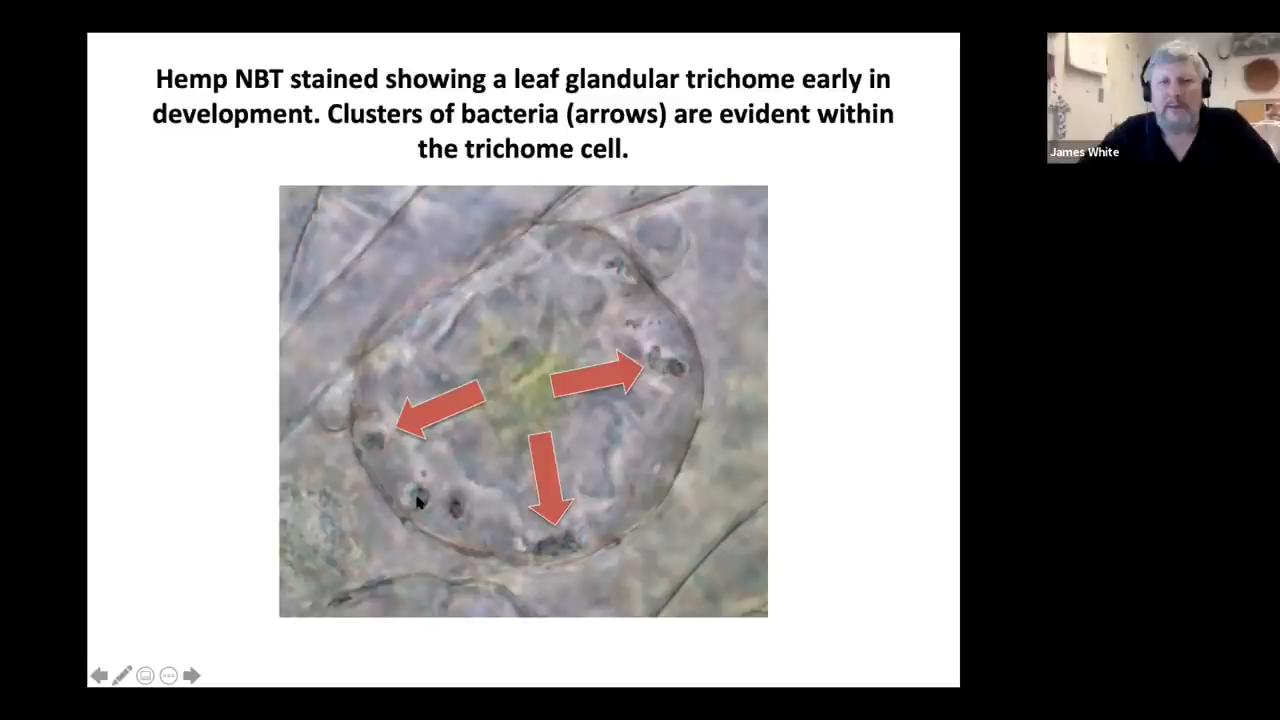 Hemp NBT stained showing a leaf glandular trichome early in
development. Clusters of bacteria (arrows) are evident within
the trichome cell.
James White